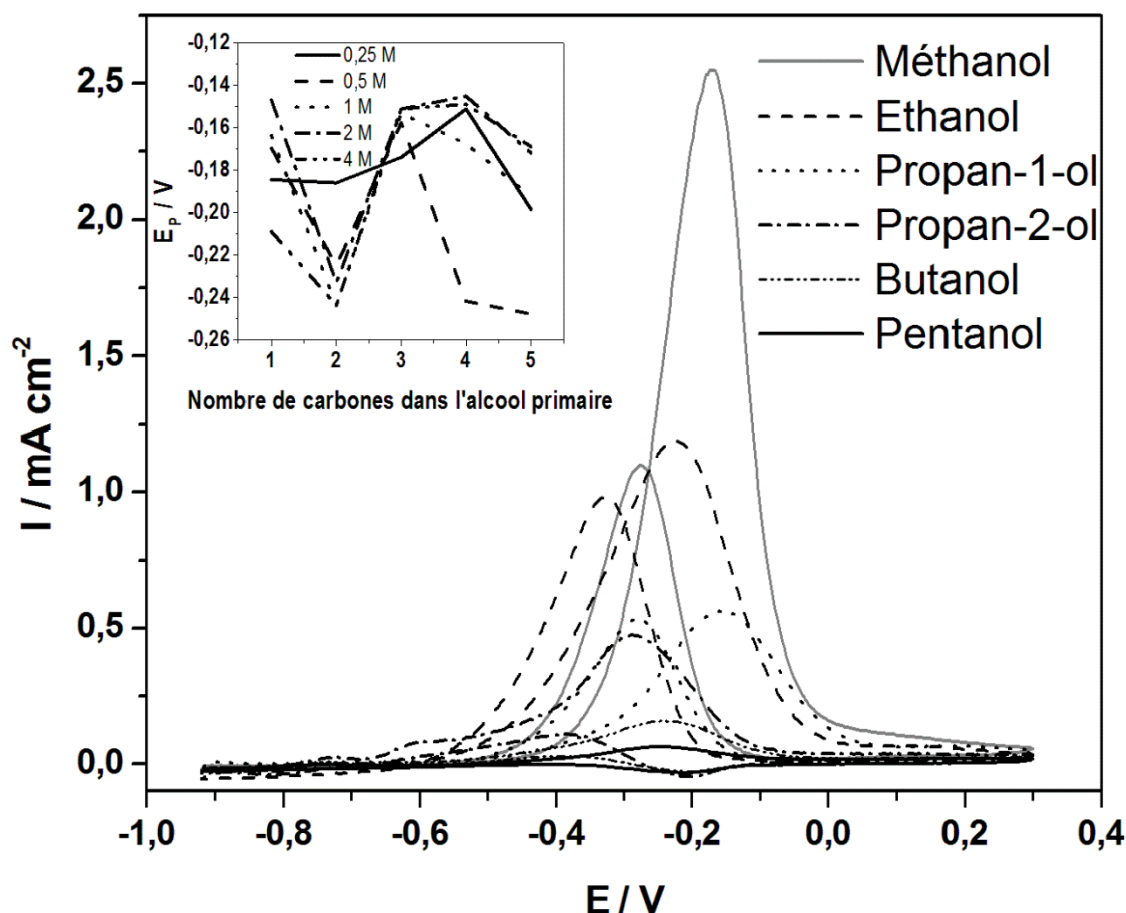 -0,12
-0,14
-0,16
-0,18
-0,20
-0,22
-0,24
-0,26
E_P / V
0,25 M
0,5 M
1 M
2 M
4 M
1 2 3 4 5
Nombre de carbones dans l'alcool primaire
Méthanol
Ethanol
Propan-1-ol
Propan-2-ol
Butanol
Pentanol
2,5
2,0
1,5
1,0
0,5
0,0
I / mA cm⁻²
-1,0 -0,8 -0,6 -0,4 -0,2 0,0 0,2 0,4
E / V